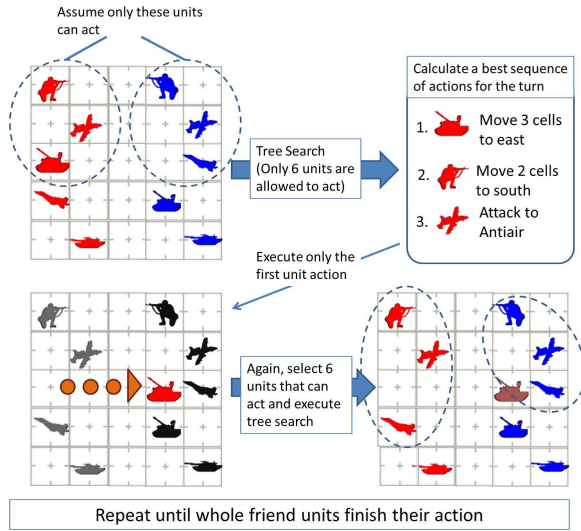 Assume only these units
can act
Tree Search
(Only 6 units are
allowed to act)
Calculate a best sequence
of actions for the turn
1. Move 3 cells
to east
2. Move 2 cells
to south
3. Attack to
Antiair
Execute only the
first unit action
Again, select 6
units that can
act and execute
tree search
Repeat until whole friend units finish their action